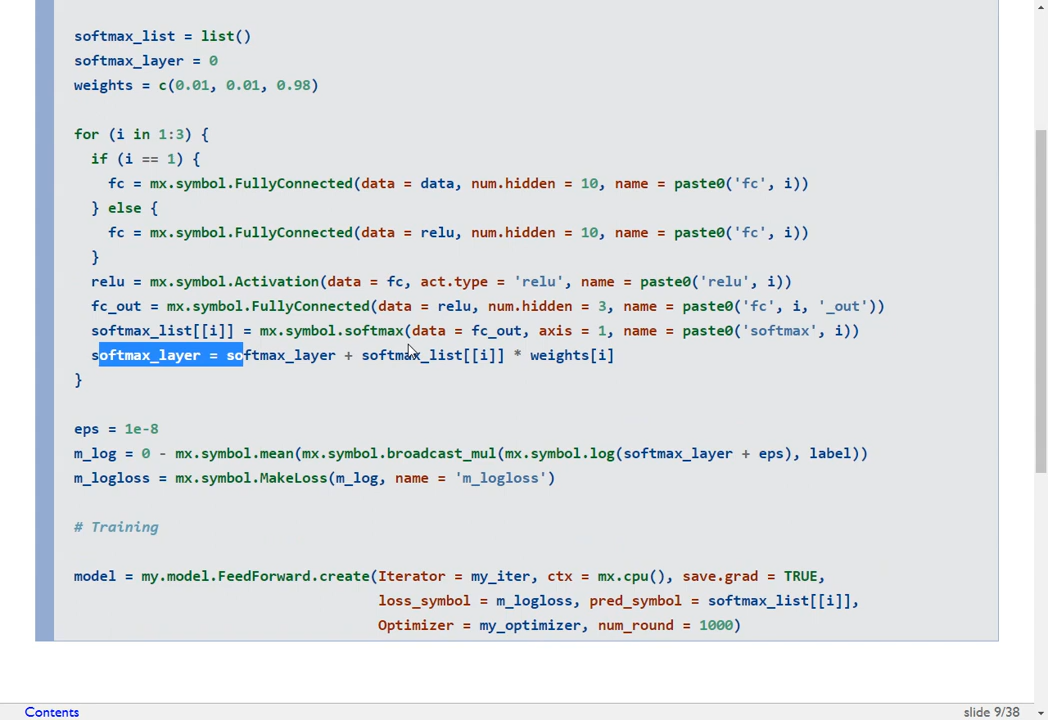 softmax_list = list()
softmax_layer = 0
weights = c(0.01, 0.01, 0.98)
for (i in 1:3) {
if (i == 1) {
fc = mx.symbol.FullyConnected(data = data, num.hidden = 10, name = paste0('fc', i))
} else {
fc = mx.symbol.FullyConnected(data = relu, num.hidden = 10, name = paste0('fc', i))
}
relu = mx.symbol.Activation(data = fc, act.type = 'relu', name = paste0('relu', i))
fc_out = mx.symbol.FullyConnected(data = relu, num.hidden = 3, name = paste0('fc', i, '_out'))
softmax_list[[i]] = mx.symbol.softmax(data = fc_out, axis = 1, name = paste0('softmax', i))
softmax_layer = softmax_layer + softmax_list[[i]] * weights[i]
}
eps = 1e-8
m_log = 0 - mx.symbol.mean(mx.symbol.broadcast_mul(mx.symbol.log(softmax_layer + eps), label))
m_logloss = mx.symbol.MakeLoss(m_log, name = 'm_logloss')
# Training
model = my.model.FeedForward.create(Iterator = my_iter, ctx = mx.cpu(), save.grad = TRUE,
loss_symbol = m_logloss, pred_symbol = softmax_list[[i]],
Optimizer = my_optimizer, num_round = 1000)
Contents
slide 9/38